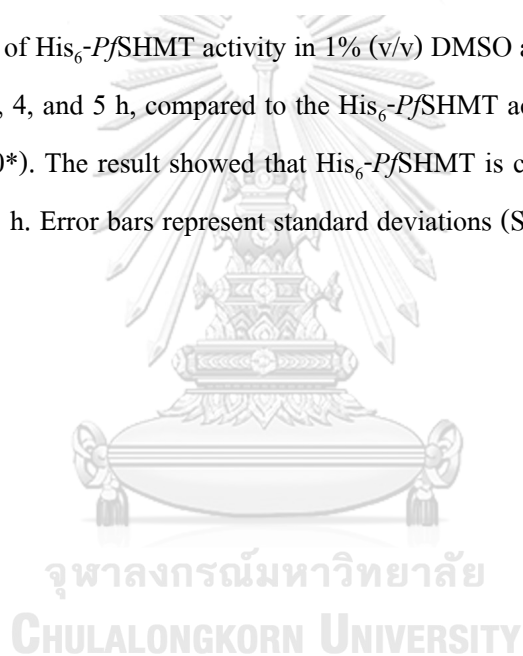 of His₆-PfSHMT activity in 1% (v/v) DMSO a
, 4, and 5 h, compared to the His₆-PfSHMT a
0*). The result showed that His₆-PfSHMT is c
h. Error bars represent standard deviations (S
จุฬาลงกรณ์มหาวิทยาลัย
CHULALONGKORN UNIVERSITY